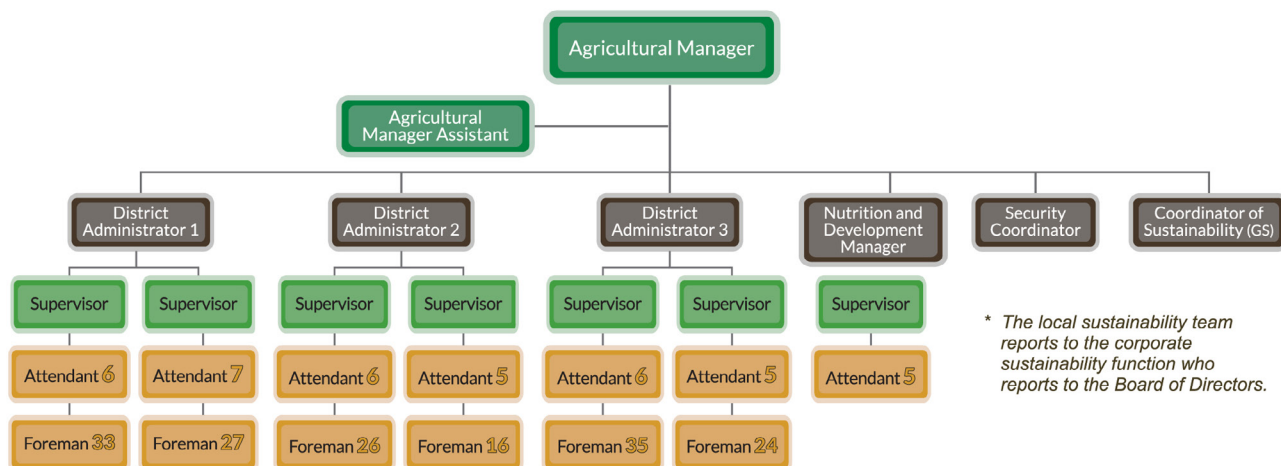 Agricultural Manager
Agricultural
Manager Assistant
District
Administrator 1
District
Administrator 2
District
Administrator 3
Nutrition and
Development
Manager
Security
Coordinator
Coordinator of
Sustainability (GS)
Supervisor
Supervisor
Supervisor
Supervisor
Supervisor
Supervisor
Supervisor
Attendant 6
Attendant 7
Attendant 6
Attendant 5
Attendant 6
Attendant 5
Attendant 5
Foreman 33
Foreman 27
Foreman 26
Foreman 16
Foreman 35
Foreman 24
* The local sustainability team
reports to the corporate
sustainability function who
reports to the Board of Directors.